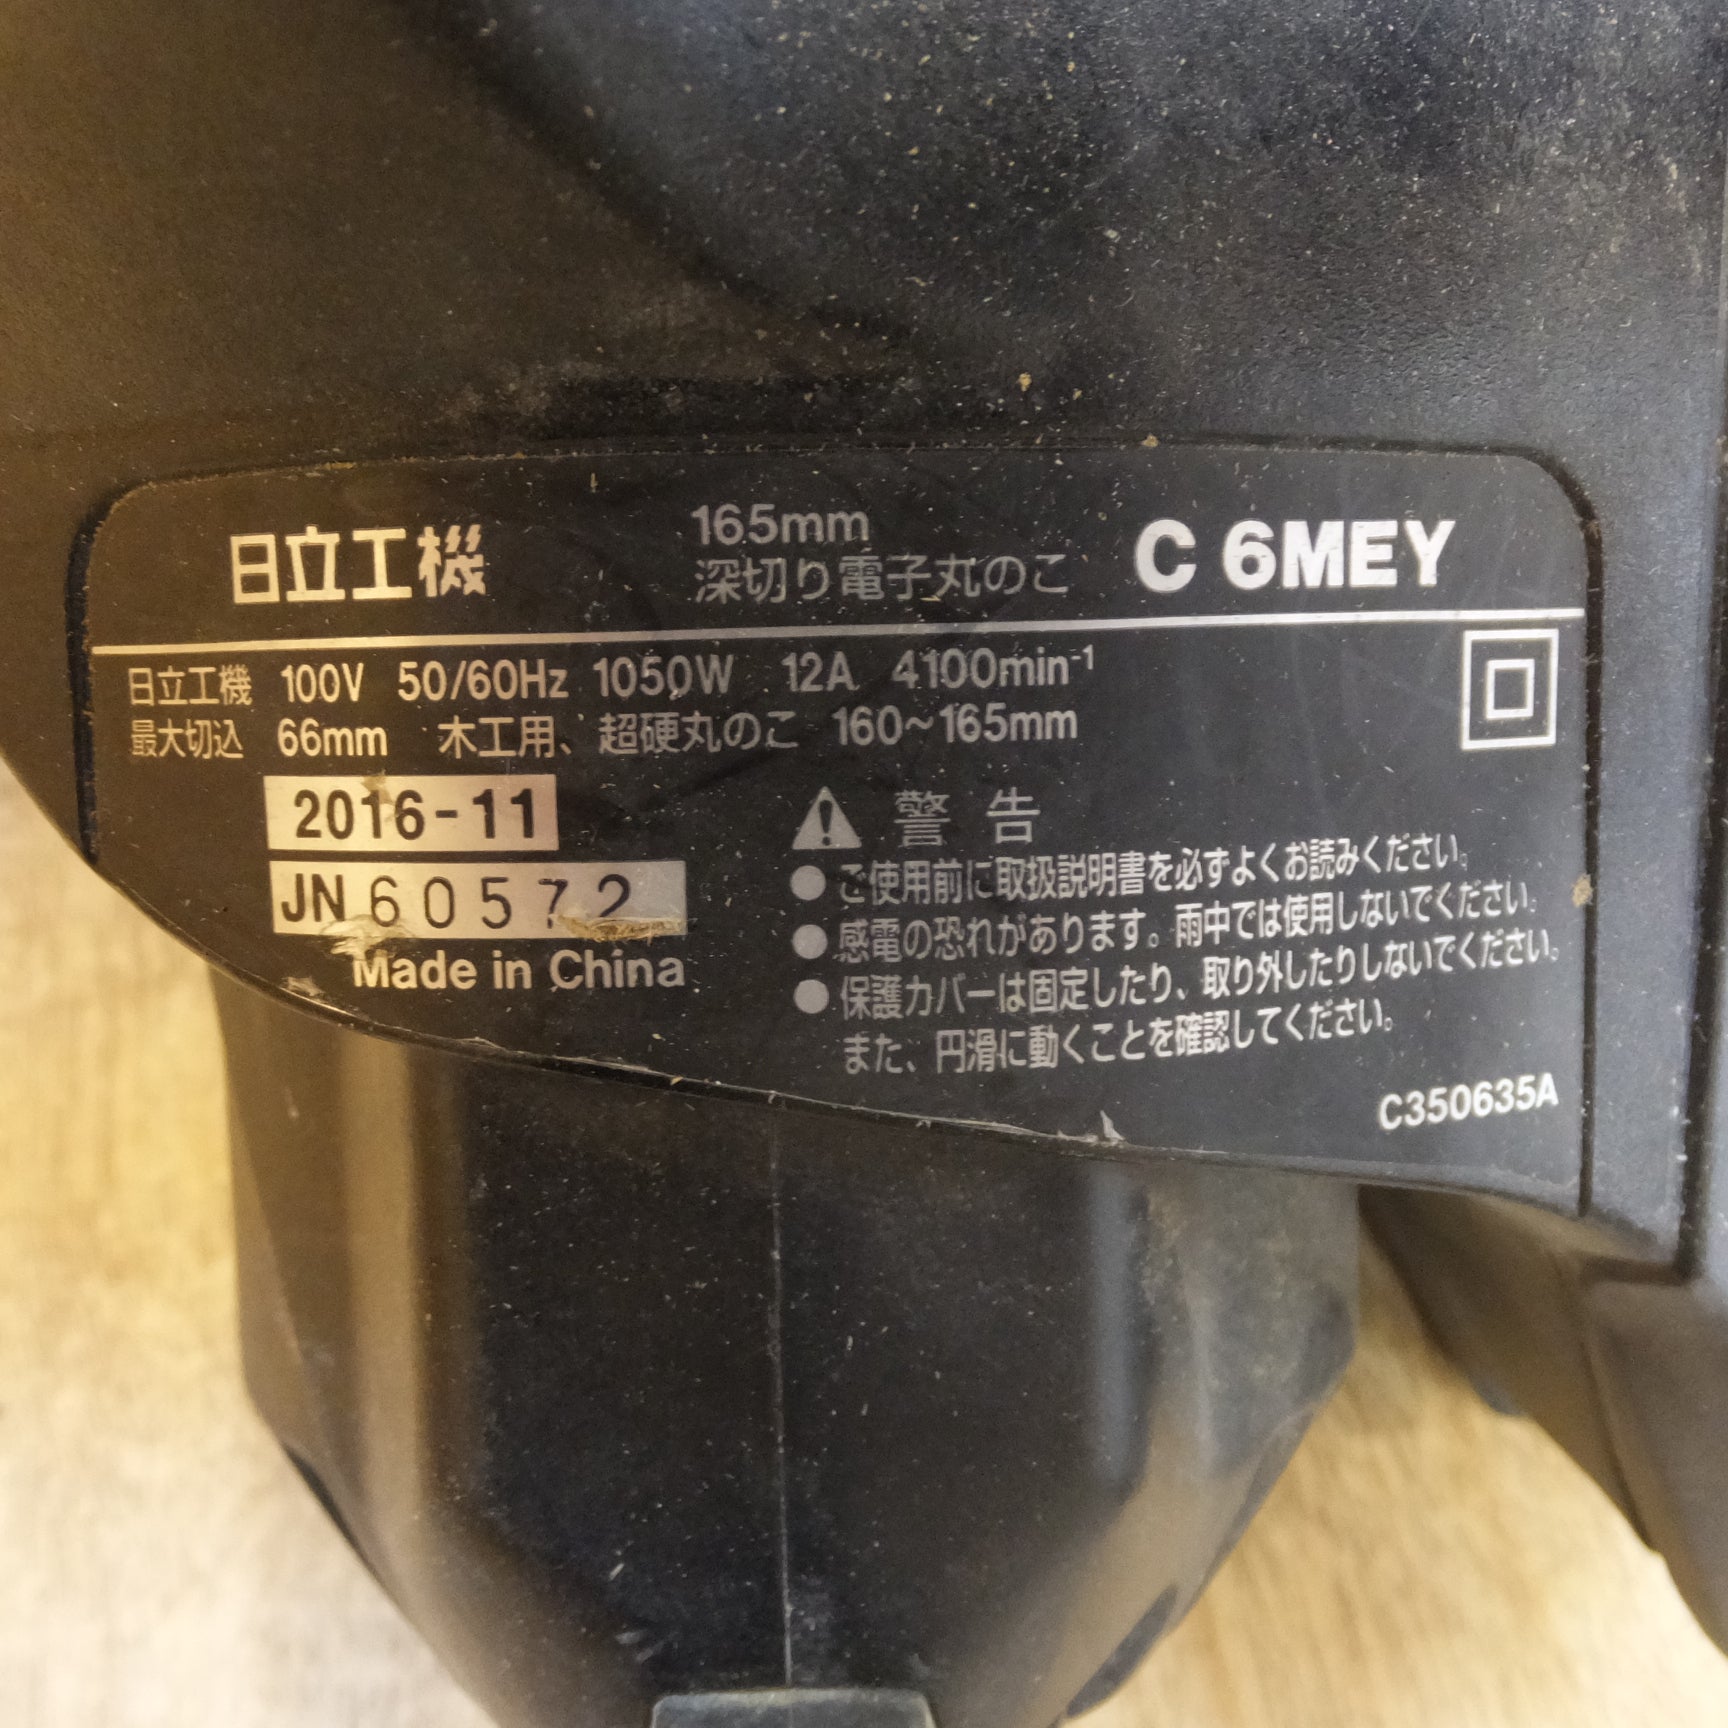 日立工機 165mm 深切り電子丸のこ C 6MEY
日立工機 100V 50/60Hz 1050W 12A 4100min⁻¹
最大切込 66mm 木工用、超硬丸のこ 160~165mm
2016-11
JN 60572
Made in China
警告
●ご使用前に取扱説明書を必ずよくお読みください。
●感電の恐れがあります。雨中では使用しないでください。
●保護カバーは固定したり、取り外したりしないでください。
また、円滑に動くことを確認してください。
C350635A